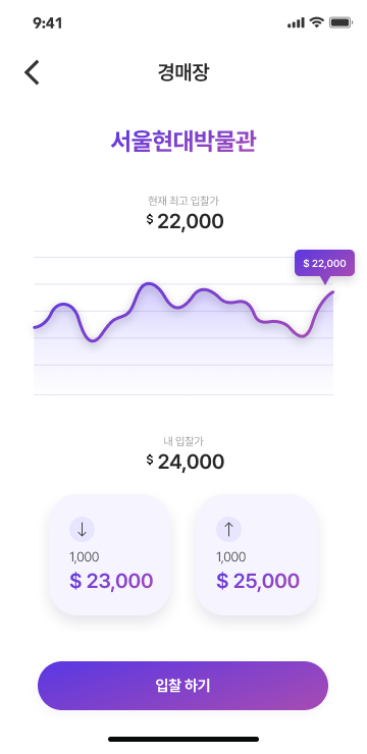 9:41
경매장
서울현대박물관
현재 최고 입찰가
$ 22,000
$ 22,000
내 입찰가
$ 24,000
1,000
$ 23,000
1,000
$ 25,000
입찰 하기